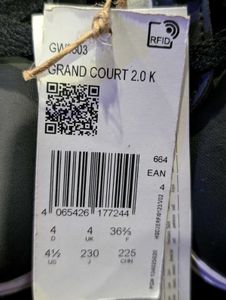 RFID
GRAND COURT 2.0 K
664
EAN
4
4 065426 177244
4 4 36⅔
D UK F
4½ 230 225
US J CHN